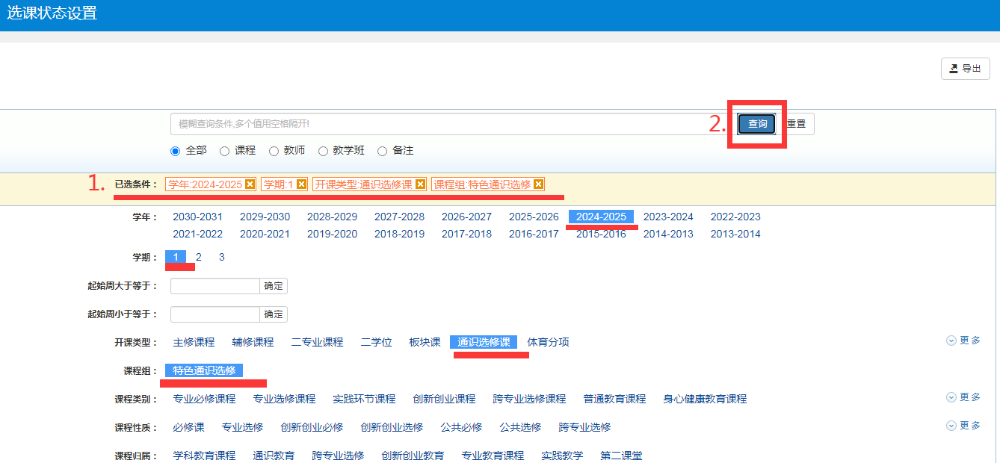 选课状态设置
导出
模糊查询条件,多个值用空格隔开! 2. 查询 重置
全部 课程 教师 教学班 备注
1. 已选条件： 学年:2024-2025 学期:1 开课类型:通识选修课 课程组:特色通识选修
学年： 2030-2031 2029-2030 2028-2029 2027-2028 2026-2027 2025-2026 2024-2025 2023-2024 2022-2023
2021-2022 2020-2021 2019-2020 2018-2019 2017-2018 2016-2017 2015-2016 2014-2013 2013-2014
学期： 1 2 3
起始周大于等于： 确定
起始周小于等于： 确定
开课类型： 主修课程 辅修课程 二专业课程 二学位 板块课 通识选修课 体育分项 更多
课程组： 特色通识选修
课程类别： 专业必修课程 专业选修课程 实践环节课程 创新创业课程 跨专业选修课程 普通教育课程 身心健康教育课程 更多
课程性质： 必修课 专业选修 创新创业必修 创新创业选修 公共必修 公共选修 跨专业选修 更多
课程归属： 学科教育课程 通识教育 跨专业选修 创新创业教育 专业教育课程 实践教学 第二课堂